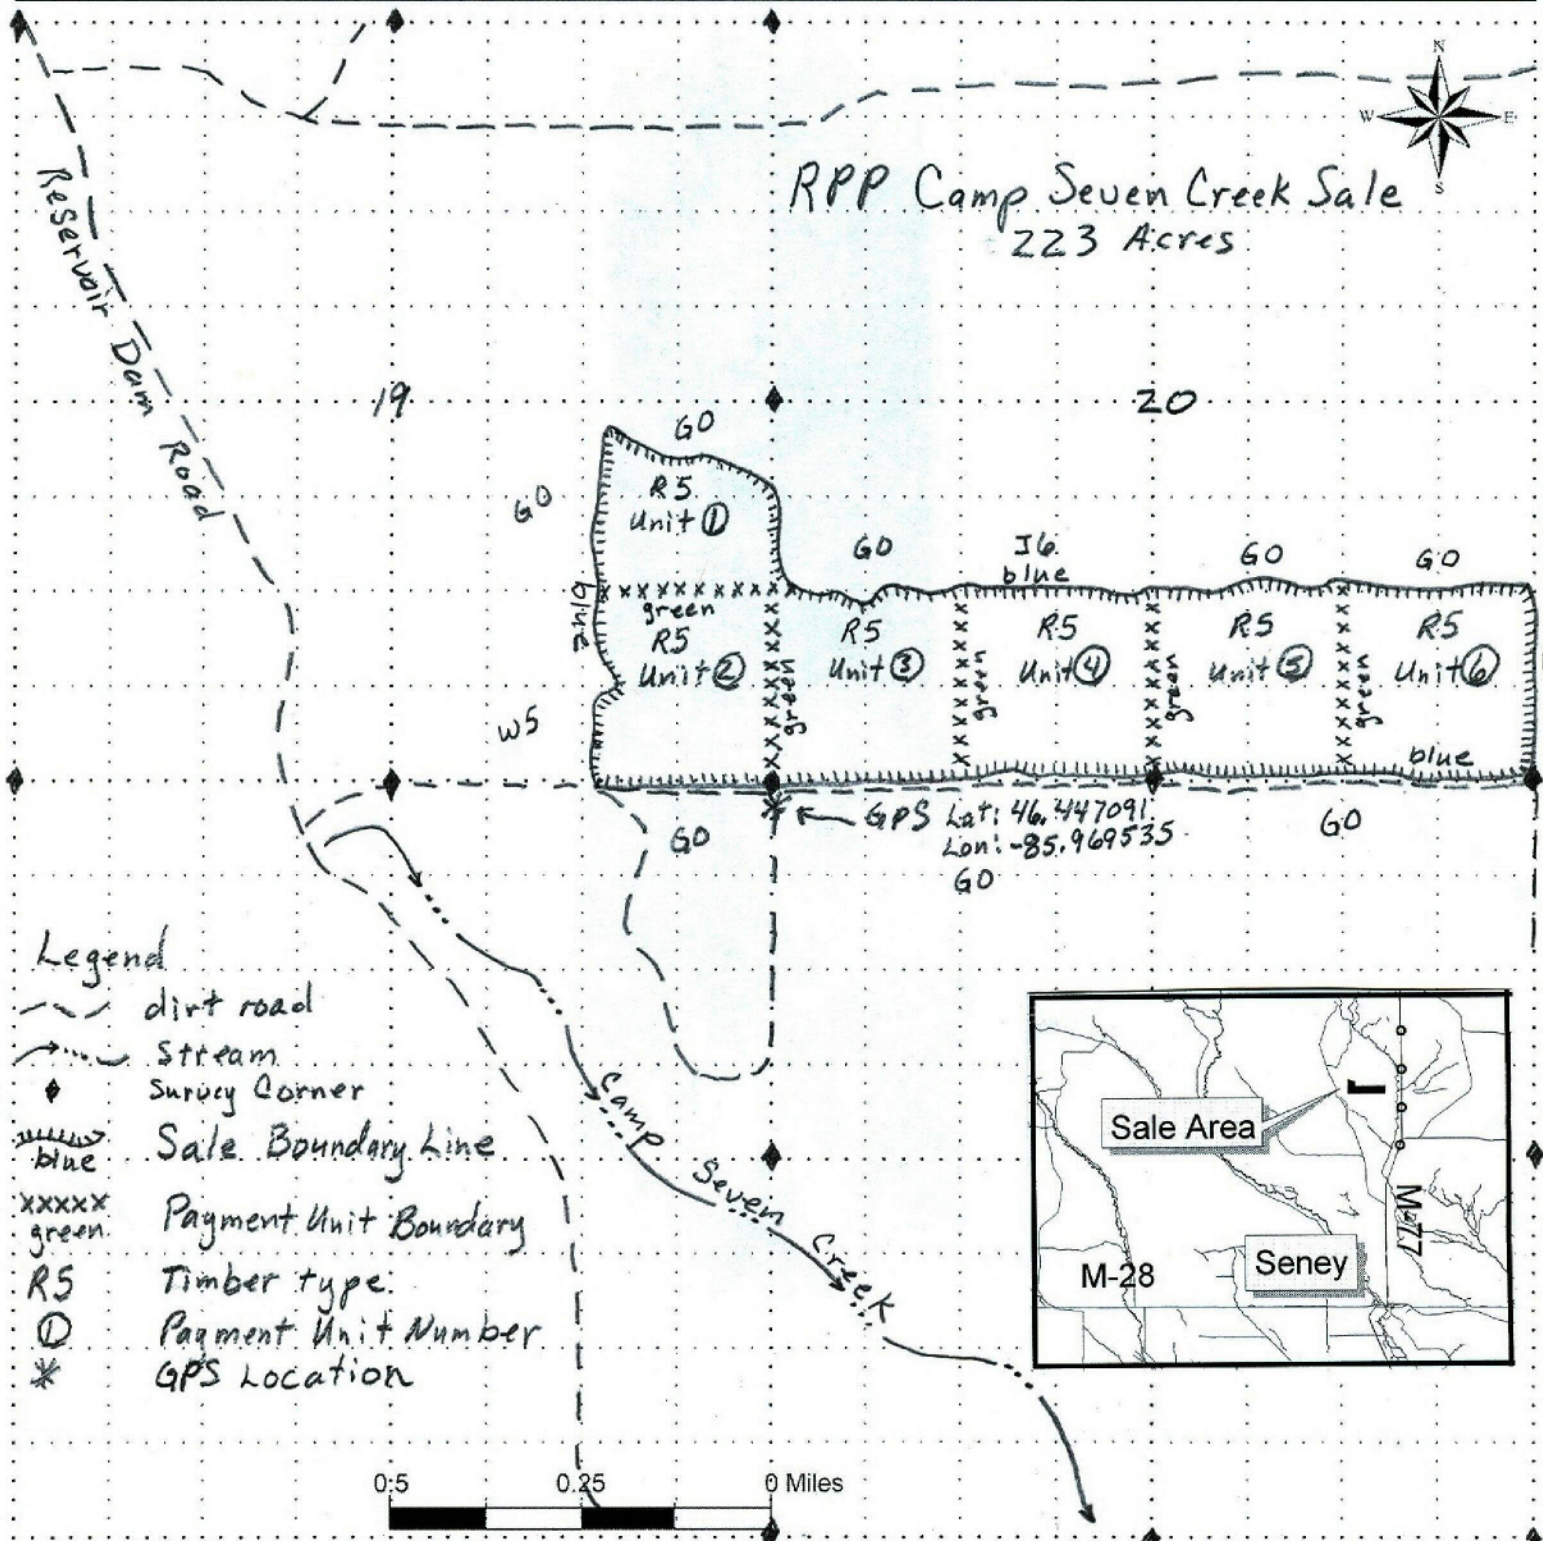 N
W E
S
RPP Camp Seven Creek Sale
223 Acres
Reservoir Dam Road
19
20
GO
GO
R5
Unit ①
GO
I6
blue
GO
GO
blue
green
R5
Unit ②
green
R5
Unit ③
green
R5
Unit ④
green
R5
Unit ⑤
green
R5
Unit ⑥
W5
blue
GO
GPS Lat: 46.447091
Lon: -85.969535
GO
GO
Legend
dirt road
Stream
Survey Corner
Sale Boundary Line
blue
xxxxx
green
Payment Unit Boundary
R5 Timber type
① Payment Unit Number
* GPS Location
Camp Seven Creek
Sale Area
M-77
Seney
M-28
0.5 0.25 0 Miles